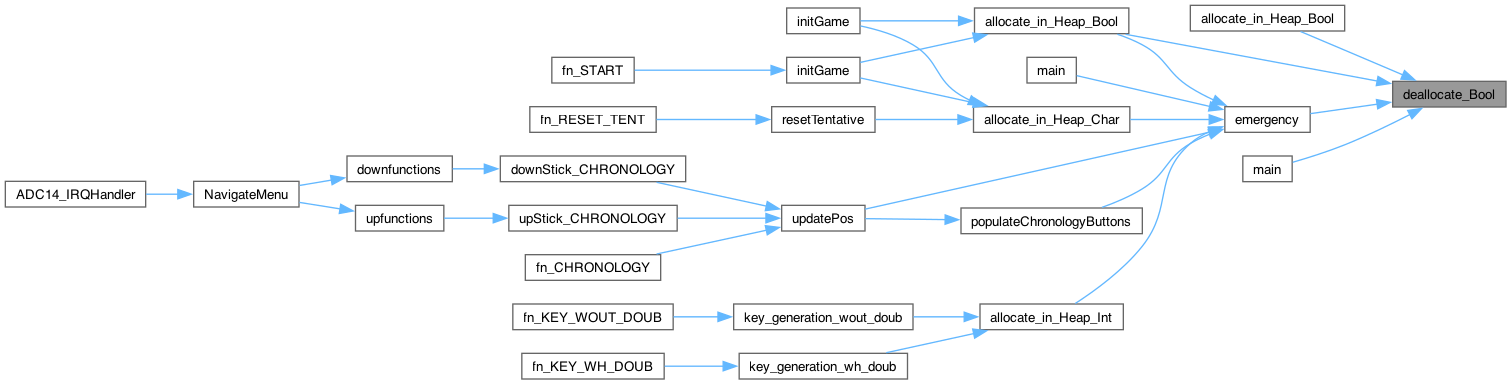 initGame
allocate_in_Heap_Bool
allocate_in_Heap_Bool
fn_START
initGame
main
deallocate_Bool
fn_RESET_TENT
resetTentative
allocate_in_Heap_Char
emergency
downfunctions
downStick_CHRONOLOGY
main
ADC14_IRQHandler
NavigateMenu
upfunctions
upStick_CHRONOLOGY
updatePos
populateChronologyButtons
fn_CHRONOLOGY
fn_KEY_WOUT_DOUB
key_generation_wout_doub
allocate_in_Heap_Int
fn_KEY_WH_DOUB
key_generation_wh_doub